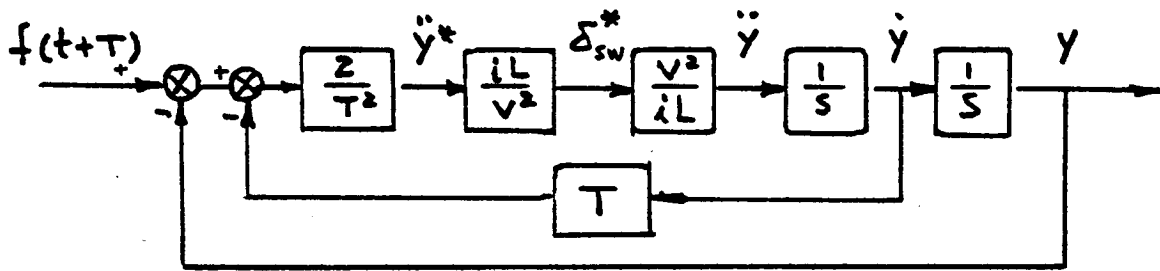 f(t+T)
+
-
+
-
2/T²
ÿ*
iL/V²
δ*sw
V²/iL
ÿ
1/S
ẏ
1/S
y
T